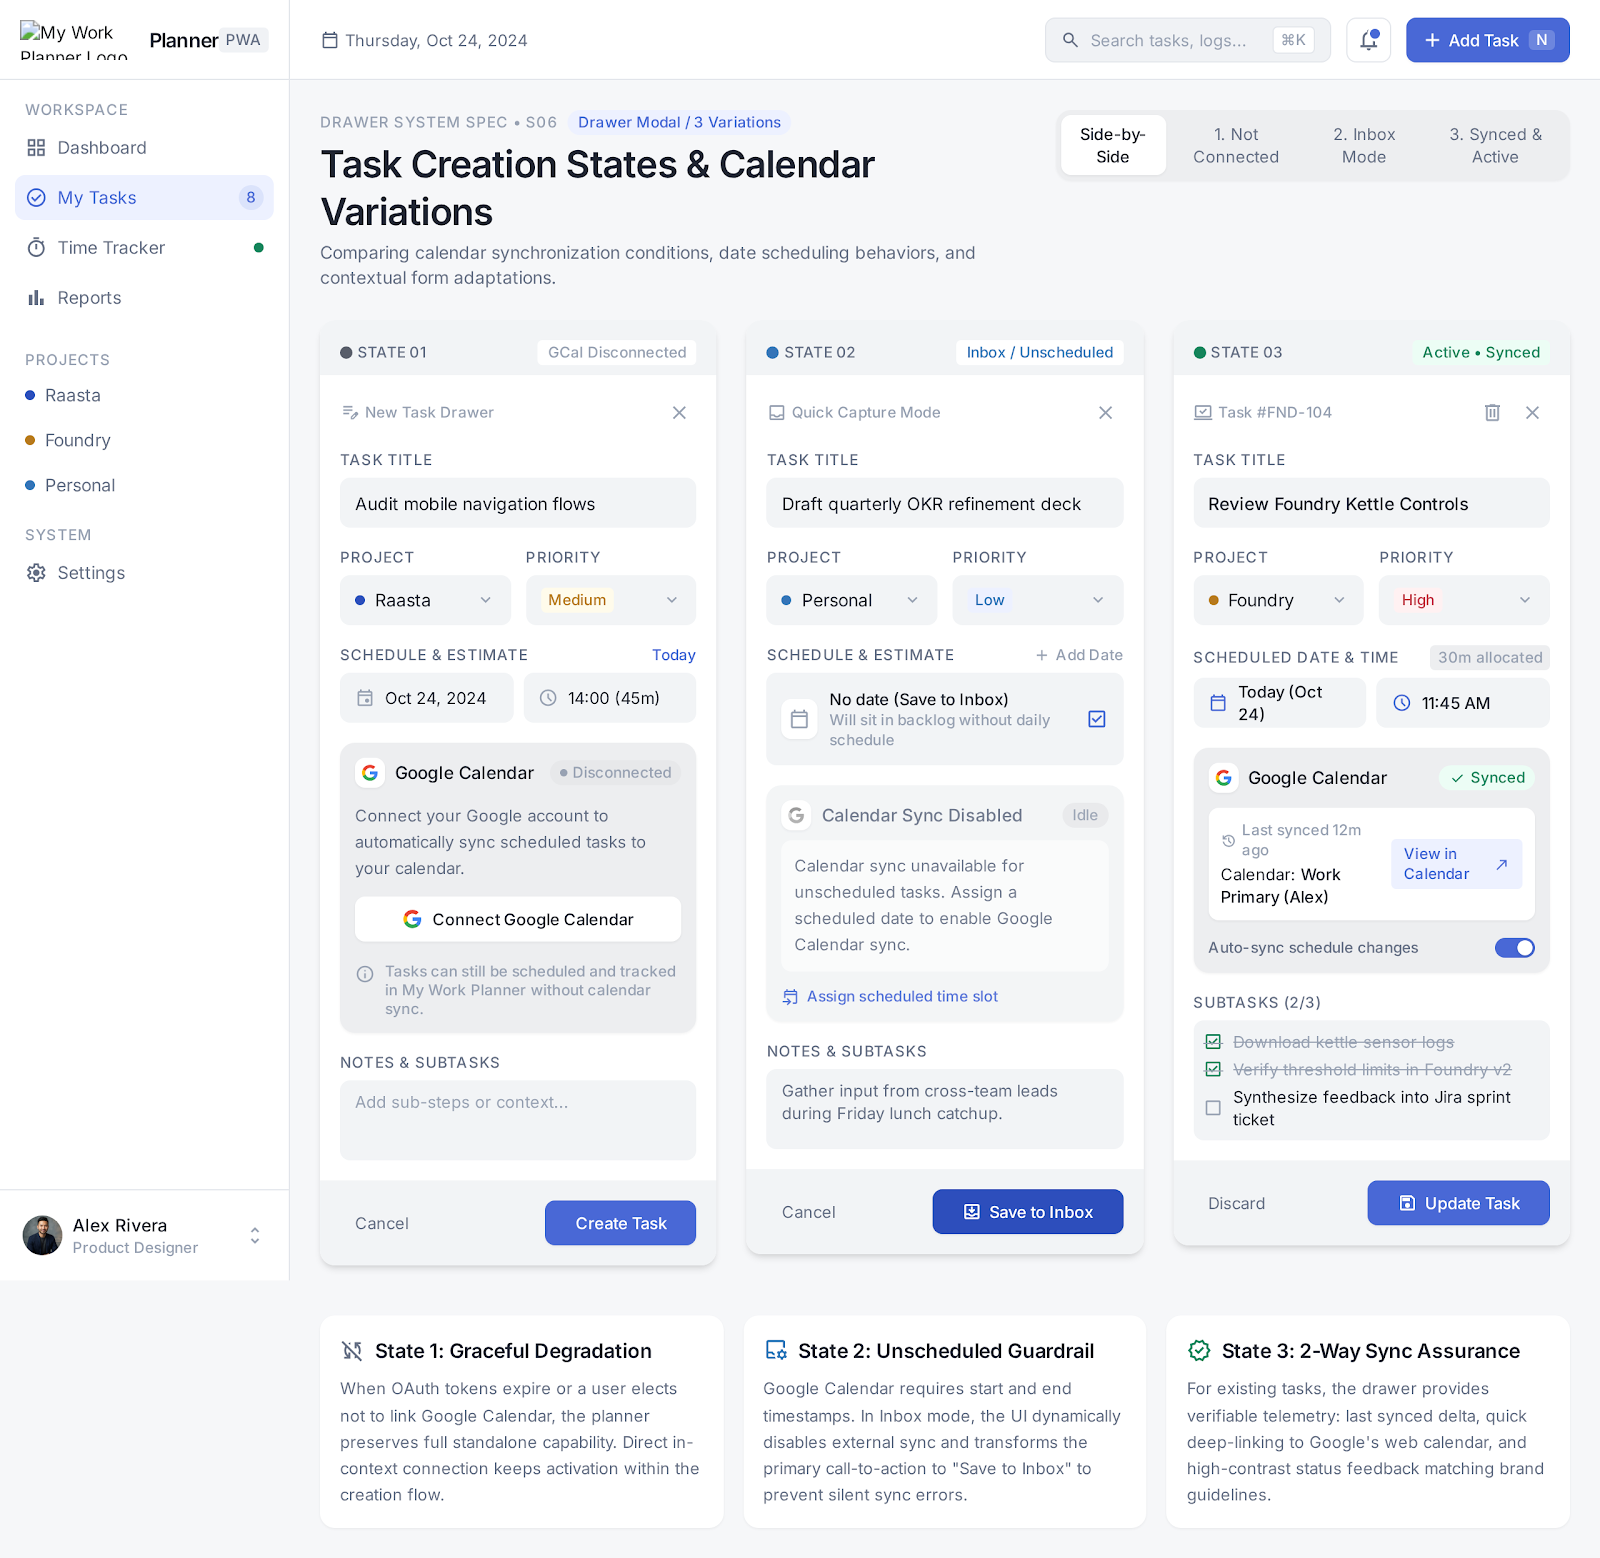 My Work
Planner Logo
Planner PWA
Thursday, Oct 24, 2024
Search tasks, logs... ⌘K
Add Task N
WORKSPACE
Dashboard
My Tasks 8
Time Tracker
Reports
PROJECTS
Raasta
Foundry
Personal
SYSTEM
Settings
Alex Rivera
Product Designer
DRAWER SYSTEM SPEC • S06 Drawer Modal / 3 Variations
Task Creation States & Calendar
Variations
Comparing calendar synchronization conditions, date scheduling behaviors, and
contextual form adaptations.
Side-by-
Side
1. Not
Connected
2. Inbox
Mode
3. Synced &
Active
STATE 01 GCal Disconnected
New Task Drawer
TASK TITLE
Audit mobile navigation flows
PROJECT PRIORITY
Raasta Medium
SCHEDULE & ESTIMATE Today
Oct 24, 2024 14:00 (45m)
Google Calendar Disconnected
Connect your Google account to
automatically sync scheduled tasks to
your calendar.
Connect Google Calendar
Tasks can still be scheduled and tracked
in My Work Planner without calendar
sync.
NOTES & SUBTASKS
Add sub-steps or context...
Cancel Create Task
STATE 02 Inbox / Unscheduled
Quick Capture Mode
TASK TITLE
Draft quarterly OKR refinement deck
PROJECT PRIORITY
Personal Low
SCHEDULE & ESTIMATE + Add Date
No date (Save to Inbox)
Will sit in backlog without daily
schedule
Calendar Sync Disabled Idle
Calendar sync unavailable for
unscheduled tasks. Assign a
scheduled date to enable Google
Calendar sync.
Assign scheduled time slot
NOTES & SUBTASKS
Gather input from cross-team leads
during Friday lunch catchup.
Cancel Save to Inbox
STATE 03 Active • Synced
Task #FND-104
TASK TITLE
Review Foundry Kettle Controls
PROJECT PRIORITY
Foundry High
SCHEDULED DATE & TIME 30m allocated
Today (Oct
24)
11:45 AM
Google Calendar Synced
Last synced 12m
ago
Calendar: Work
Primary (Alex)
View in
Calendar
Auto-sync schedule changes
SUBTASKS (2/3)
Download kettle sensor logs
Verify threshold limits in Foundry v2
Synthesize feedback into Jira sprint
ticket
Discard Update Task
State 1: Graceful Degradation
When OAuth tokens expire or a user elects
not to link Google Calendar, the planner
preserves full standalone capability. Direct in-
context connection keeps activation within the
creation flow.
State 2: Unscheduled Guardrail
Google Calendar requires start and end
timestamps. In Inbox mode, the UI dynamically
disables external sync and transforms the
primary call-to-action to "Save to Inbox" to
prevent silent sync errors.
State 3: 2-Way Sync Assurance
For existing tasks, the drawer provides
verifiable telemetry: last synced delta, quick
deep-linking to Google's web calendar, and
high-contrast status feedback matching brand
guidelines.